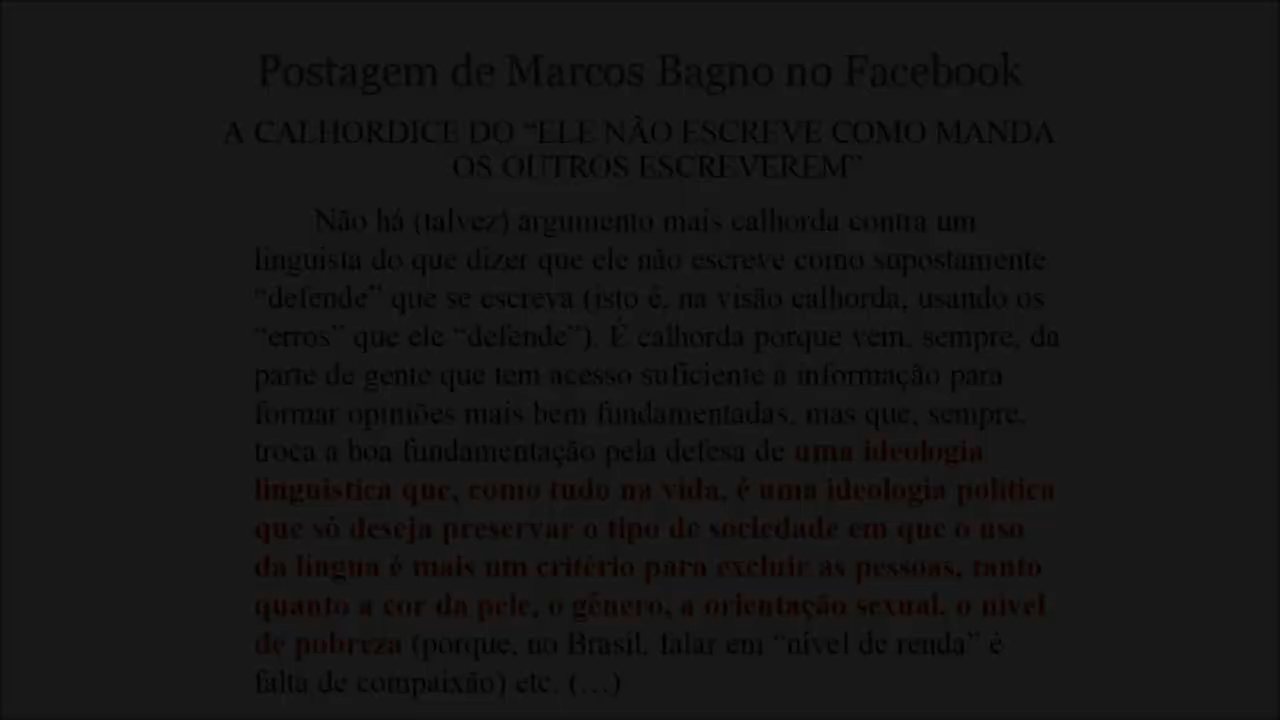 Postagem de Marcos Bagno no Facebook
A CALHORDICE DO “ELE NÃO ESCREVE COMO MANDA
OS OUTROS ESCREVEREM”
Não há (talvez) argumento mais calhorda contra um
linguista do que dizer que ele não escreve como supostamente
“defende” que se escreva (isto é, na visão calhorda, usando os
“erros” que ele “defende”). É calhorda porque vem, sempre, da
parte de gente que tem acesso suficiente a informação para
formar opiniões mais bem fundamentadas, mas que, sempre,
troca a boa fundamentação pela defesa de uma ideologia
linguística que, como tudo na vida, é uma ideologia política
que só deseja preservar o tipo de sociedade em que o uso
da língua é mais um critério para excluir as pessoas, tanto
quanto a cor da pele, o gênero, a orientação sexual, o nível
de pobreza (porque, no Brasil, falar em “nível de renda” é
falta de compaixão) etc. (…)